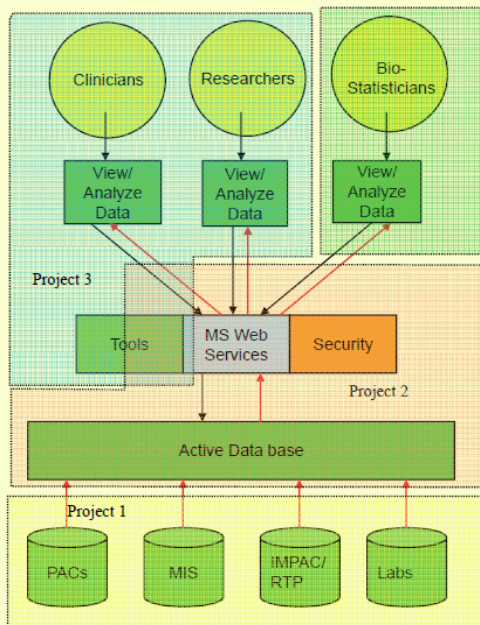 Clinicians
Researchers
Bio-
Statisticians
View/
Analyze
Data
View/
Analyze
Data
View/
Analyze
Data
Project 3
Tools
MS Web
Services
Security
Project 2
Active Data base
Project 1
PACs
MIS
IMPAC/
RTP
Labs